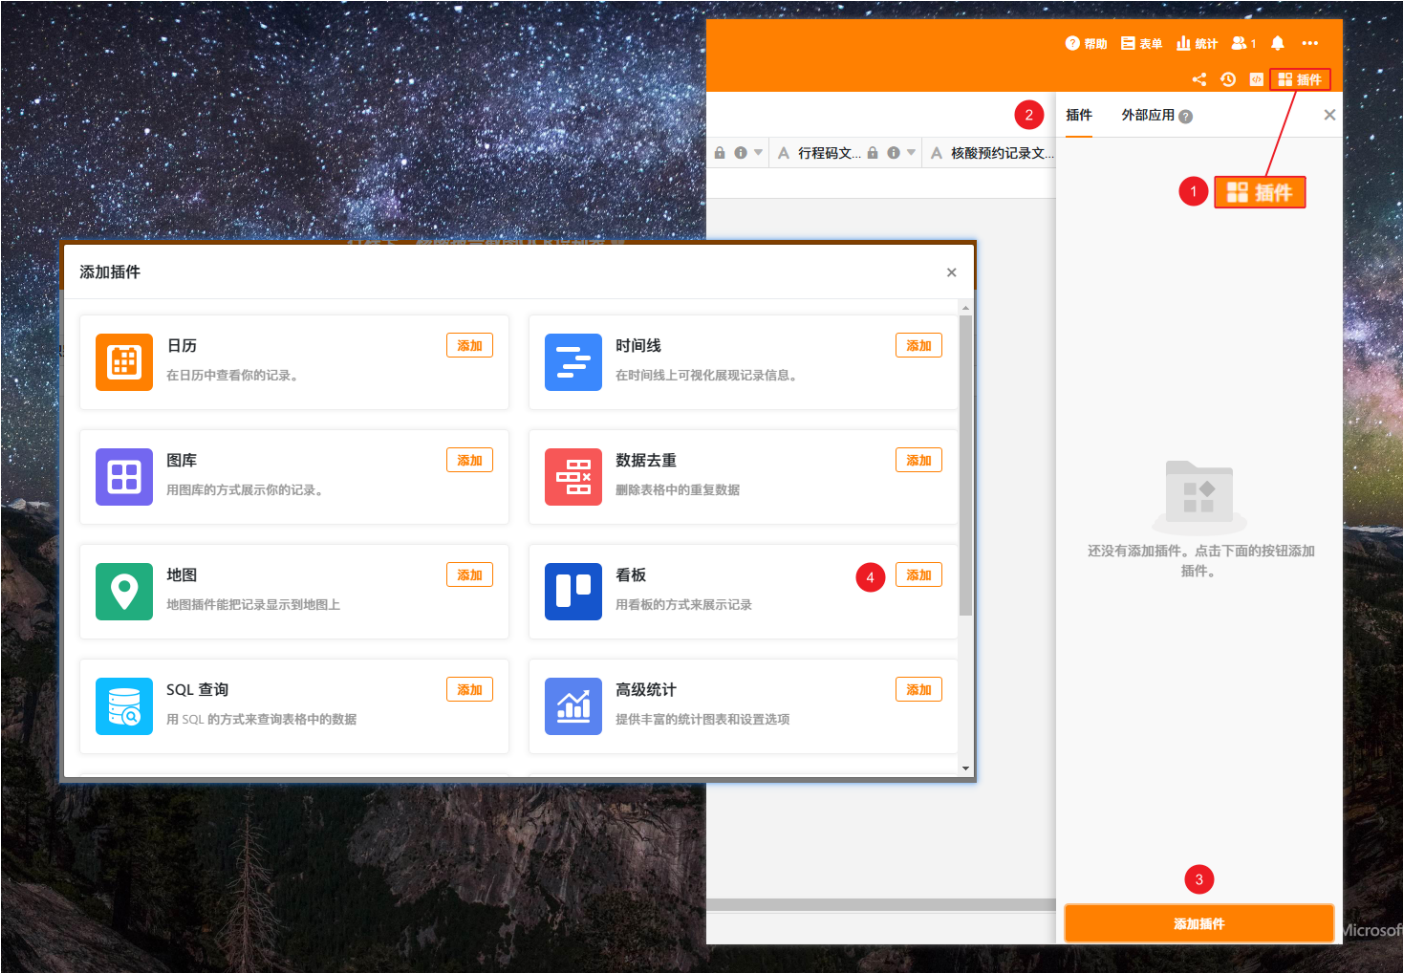 帮助 表单 统计 1
插件
2
插件 外部应用
行程码文... 核酸预约记录文...
1 插件
添加插件
日历 添加
在日历中查看你的记录。
时间线 添加
在时间线上可视化展现记录信息。
图库 添加
用图库的方式展示你的记录。
数据去重 添加
删除表格中的重复数据
地图 添加
地图插件能把记录显示到地图上
看板 4 添加
用看板的方式来展示记录
SQL 查询 添加
用 SQL 的方式来查询表格中的数据
高级统计 添加
提供丰富的统计图表和设置选项
还没有添加插件。点击下面的按钮添加
插件。
3
添加插件
Microsoft